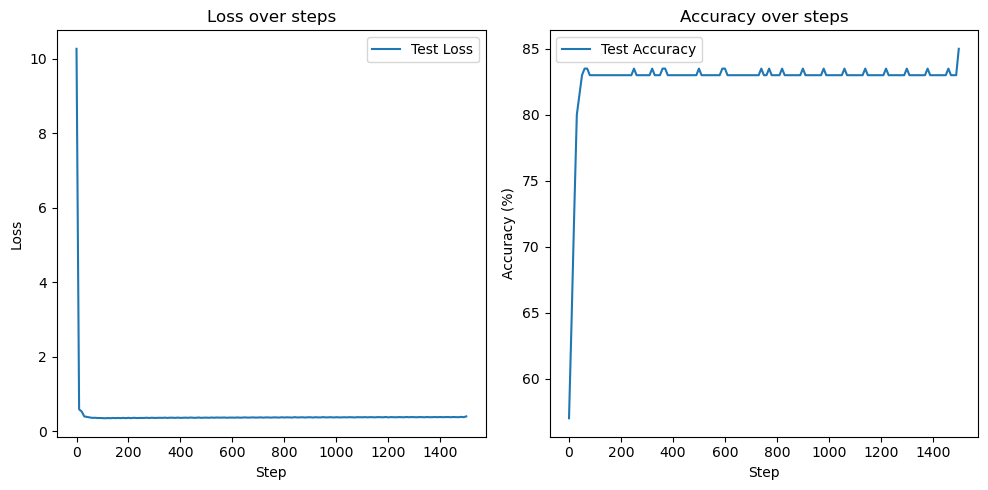 Loss over steps
Test Loss
10
8
6
4
2
0
Loss
0 200 400 600 800 1000 1200 1400
Step
Accuracy over steps
Test Accuracy
85
80
75
70
65
60
Accuracy (%)
0 200 400 600 800 1000 1200 1400
Step